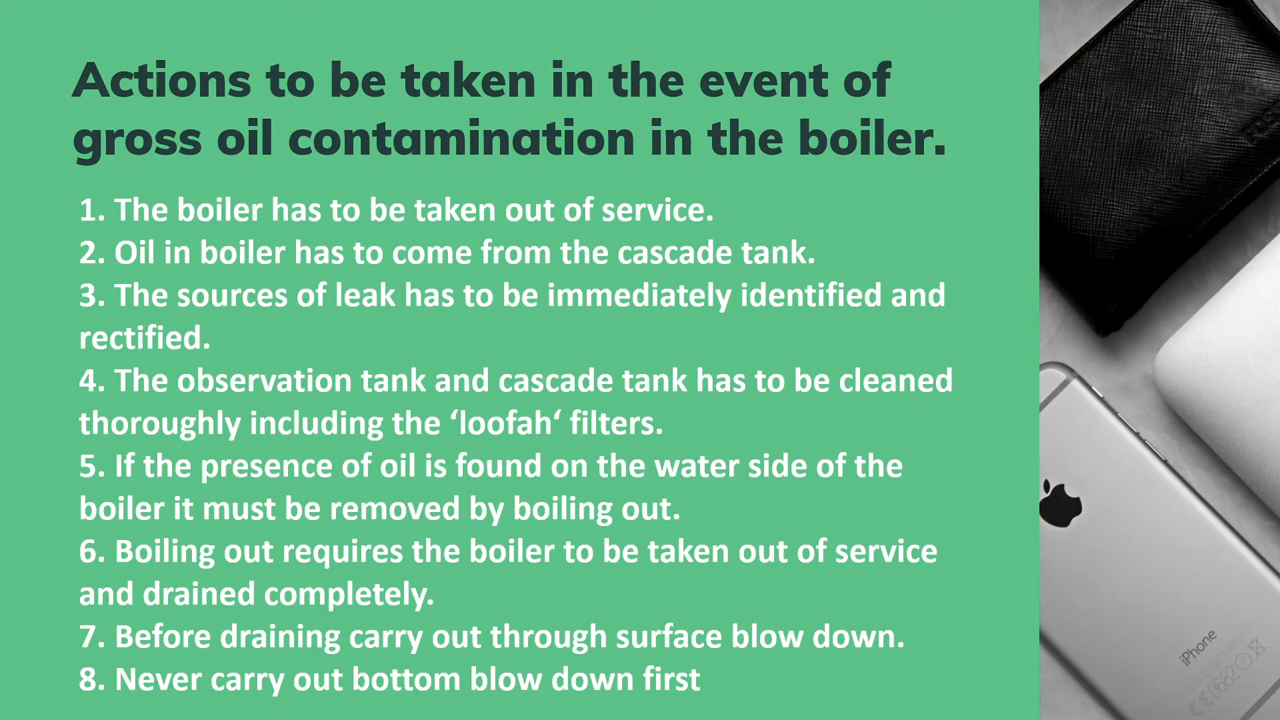 Actions to be taken in the event of
gross oil contamination in the boiler.
1. The boiler has to be taken out of service.
2. Oil in boiler has to come from the cascade tank.
3. The sources of leak has to be immediately identified and
rectified.
4. The observation tank and cascade tank has to be cleaned
thoroughly including the ‘loofah‘ filters.
5. If the presence of oil is found on the water side of the
boiler it must be removed by boiling out.
6. Boiling out requires the boiler to be taken out of service
and drained completely.
7. Before draining carry out through surface blow down.
8. Never carry out bottom blow down first
iPhone